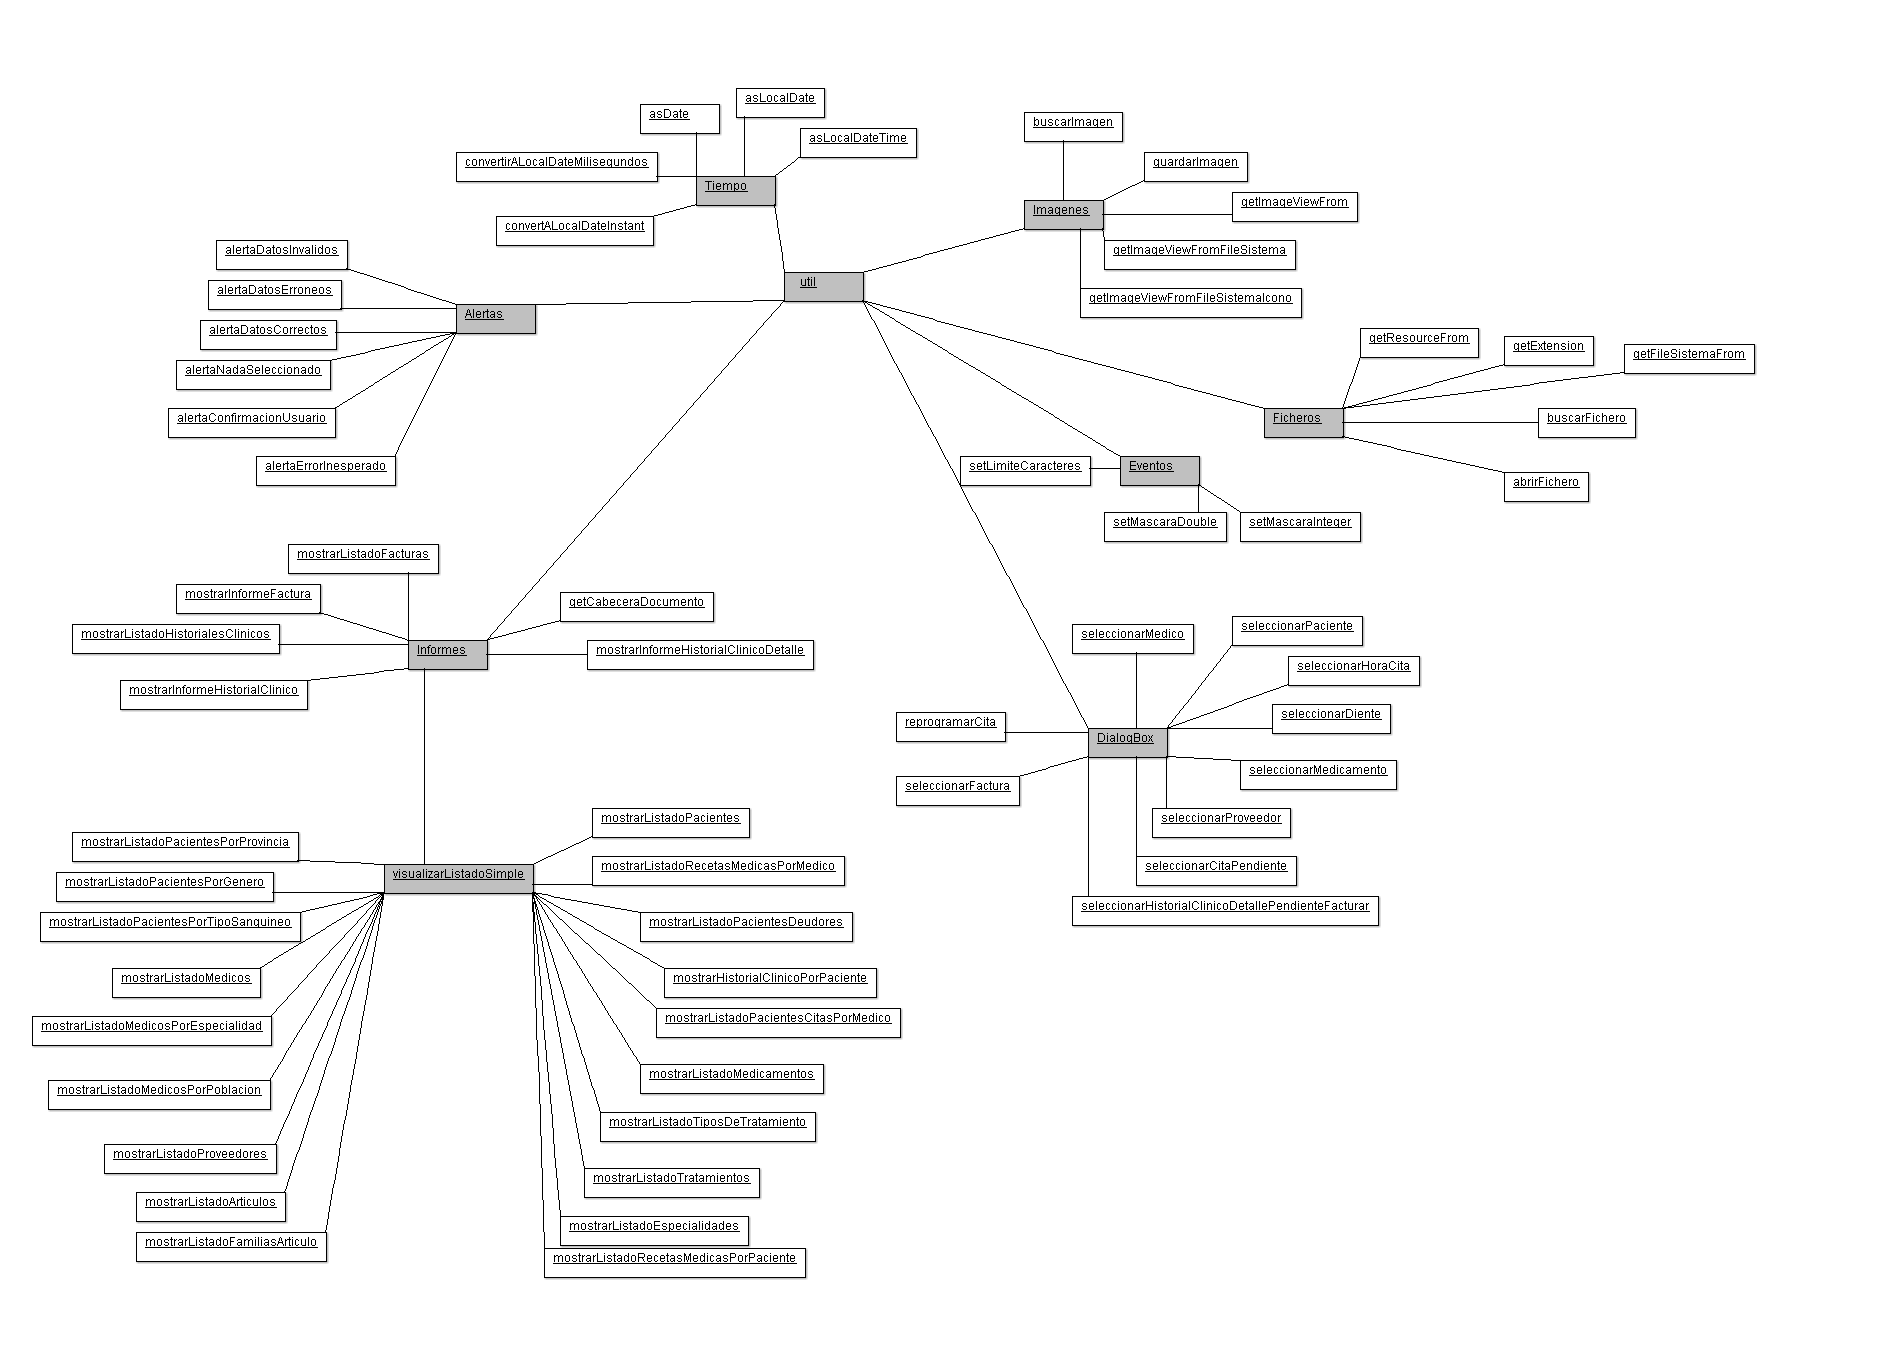 asLocalDate
asDate
asLocalDateTime
convertirALocalDateMilisegundos
Tiempo
convertALocalDateInstant
buscarImagen
guardarImagen
getImageViewFrom
Imagenes
getImageViewFromFileSistema
getImageViewFromFileSistemaIcono
util
alertaDatosInvalidos
alertaDatosErroneos
Alertas
alertaDatosCorrectos
alertaNadaSeleccionado
alertaConfirmacionUsuario
alertaErrorInesperado
getResourceFrom
getExtension
getFileSistemaFrom
Ficheros
buscarFichero
abrirFichero
setLimiteCaracteres
Eventos
setMascaraDouble
setMascaraInteger
mostrarListadoFacturas
mostrarInformeFactura
getCabeceraDocumento
mostrarListadoHistorialesClinicos
Informes
mostrarInformeHistorialClinicoDetalle
mostrarInformeHistorialClinico
seleccionarMedico
seleccionarPaciente
seleccionarHoraCita
seleccionarDiente
reprogramarCita
DialogBox
seleccionarMedicamento
seleccionarFactura
seleccionarProveedor
seleccionarCitaPendiente
seleccionarHistorialClinicoDetallePendienteFacturar
mostrarListadoPacientes
mostrarListadoPacientesPorProvincia
mostrarListadoRecetasMedicasPorMedico
visualizarListadoSimple
mostrarListadoPacientesPorGenero
mostrarListadoPacientesPorTipoSanguineo
mostrarListadoPacientesDeudores
mostrarListadoMedicos
mostrarHistorialClinicoPorPaciente
mostrarListadoMedicosPorEspecialidad
mostrarListadoPacientesCitasPorMedico
mostrarListadoMedicamentos
mostrarListadoMedicosPorPoblacion
mostrarListadoTiposDeTratamiento
mostrarListadoProveedores
mostrarListadoTratamientos
mostrarListadoArticulos
mostrarListadoEspecialidades
mostrarListadoFamiliasArticulo
mostrarListadoRecetasMedicasPorPaciente